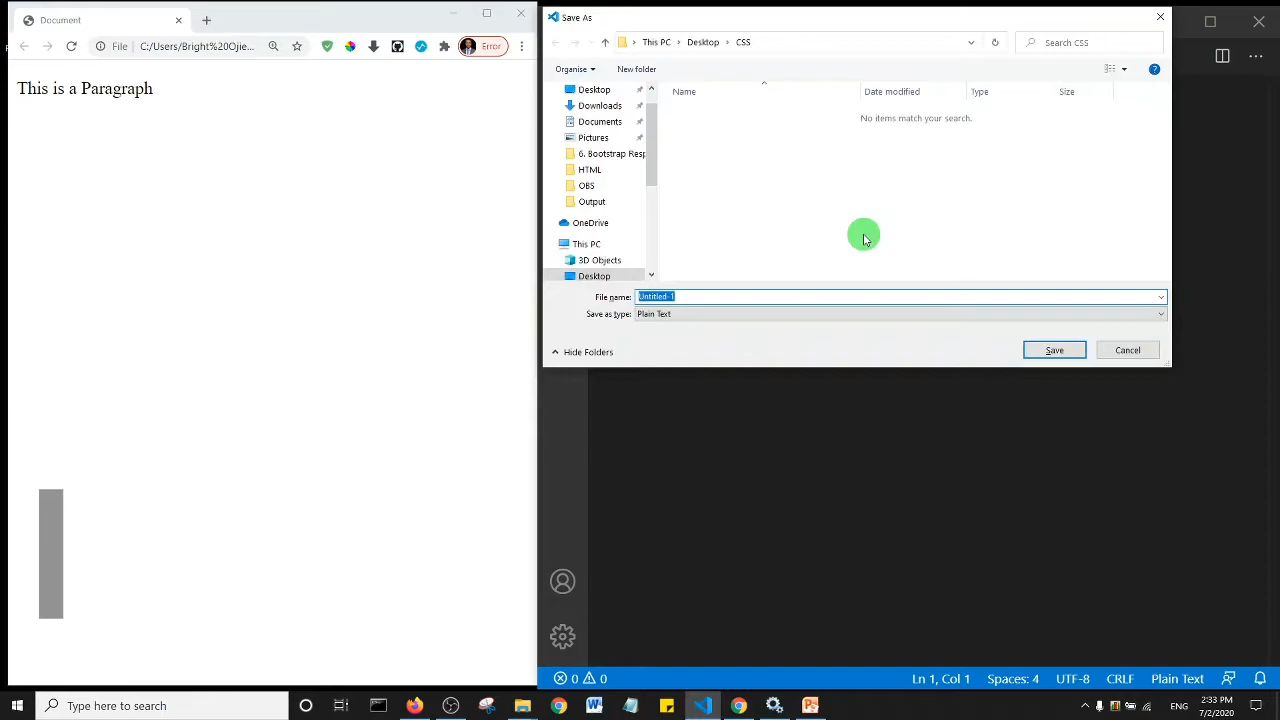 Document
File
C:/Users/Bright%20Ojie...
Error
This is a Paragraph
Save As
This PC
Desktop
CSS
Search CSS
Organise
New folder
Desktop
Downloads
Documents
Pictures
6. Bootstrap Resp
HTML
OBS
Output
OneDrive
This PC
3D Objects
Desktop
Name
Date modified
Type
Size
No items match your search.
File name:
Untitled-1
Save as type:
Plain Text
Hide Folders
Save
Cancel
0
0
Ln 1, Col 1
Spaces: 4
UTF-8
CRLF
Plain Text
Type here to search
ENG
2:33 PM
7/2/2020